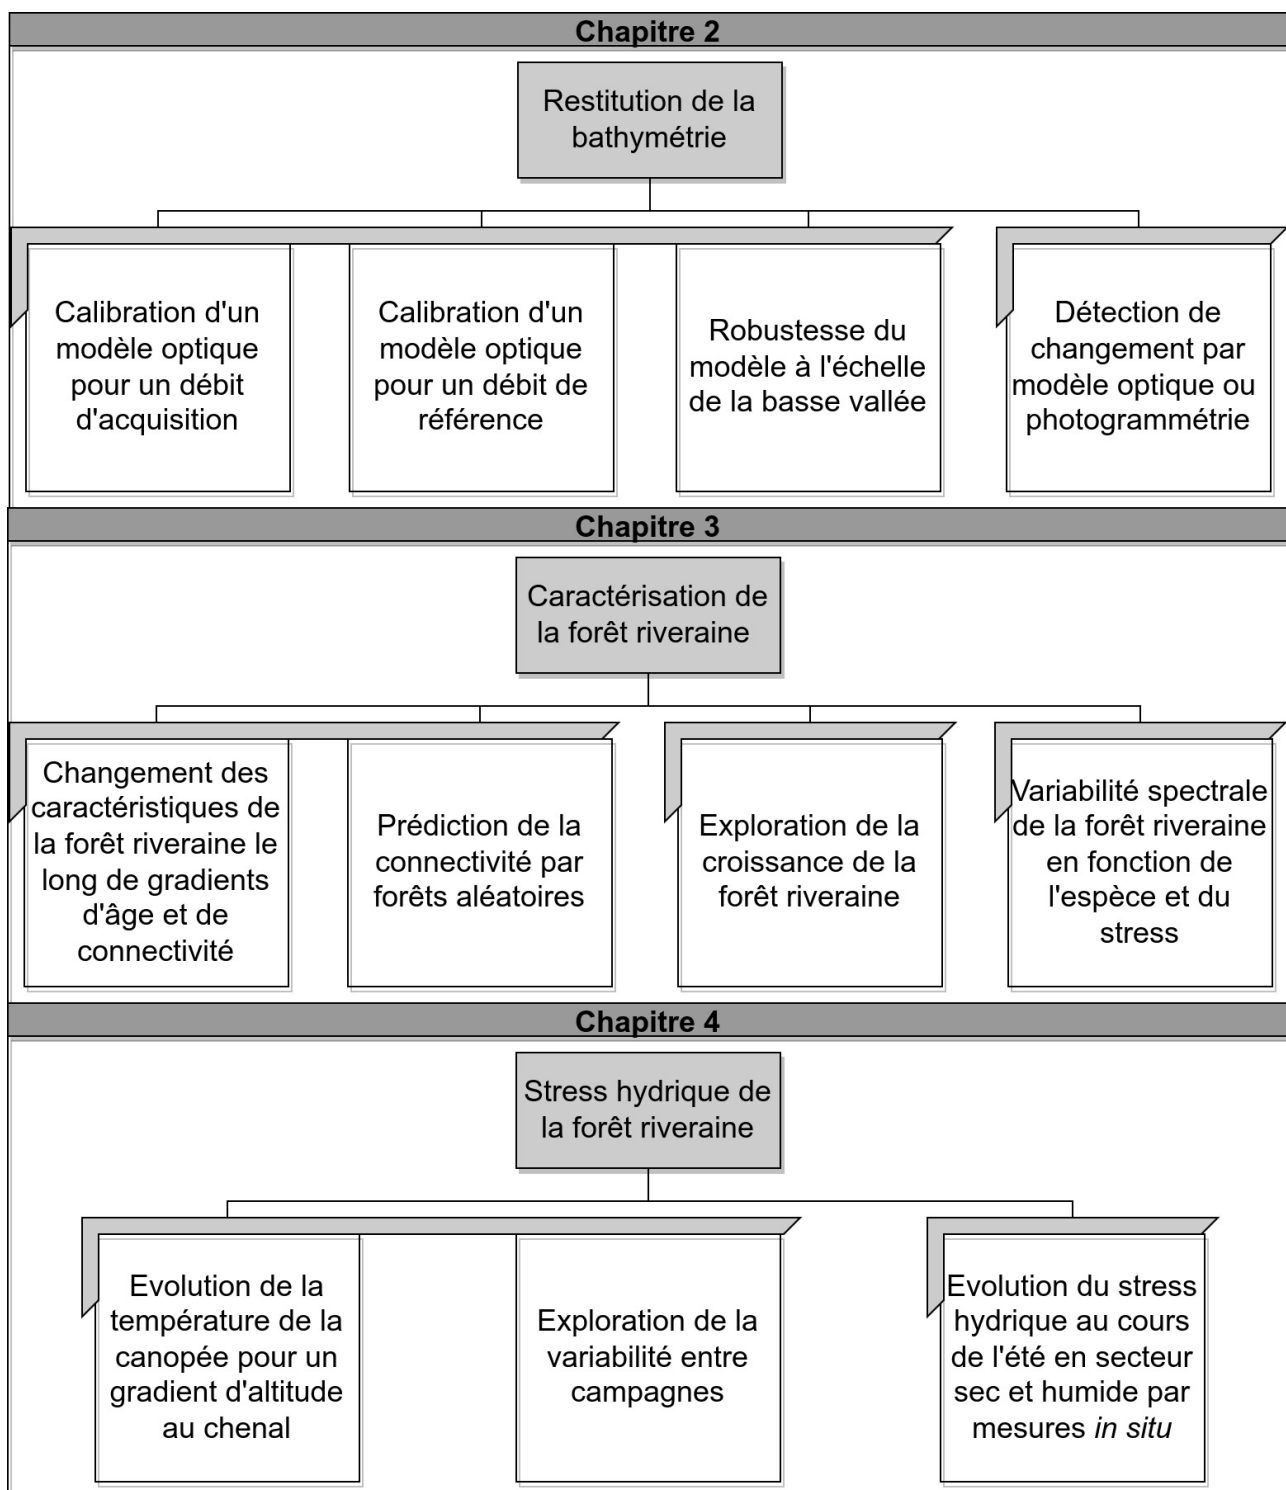 Chapitre 2
Restitution de la
bathymétrie
Calibration d'un
modèle optique
pour un débit
d'acquisition
Calibration d'un
modèle optique
pour un débit de
référence
Robustesse du
modèle à l'échelle
de la basse vallée
Détection de
changement par
modèle optique ou
photogrammétrie
Chapitre 3
Caractérisation de
la forêt riveraine
Changement des
caractéristiques de
la forêt riveraine le
long de gradients
d'âge et de
connectivité
Prédiction de la
connectivité par
forêts aléatoires
Exploration de la
croissance de la
forêt riveraine
Variabilité spectrale
de la forêt riveraine
en fonction de
l'espèce et du
stress
Chapitre 4
Stress hydrique de
la forêt riveraine
Evolution de la
température de la
canopée pour un
gradient d'altitude
au chenal
Exploration de la
variabilité entre
campagnes
Evolution du stress
hydrique au cours
de l'été en secteur
sec et humide par
mesures in situ